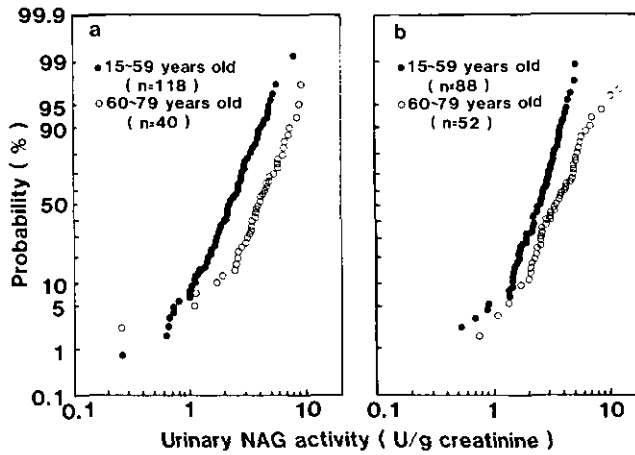 99.9
a
b
● 15~59 years old
( n=118 )
○ 60~79 years old
( n=40 )
● 15~59 years old
( n=88 )
○ 60~79 years old
( n=52 )
95
90
50
10
5
1
0.1
Probability ( % )
0.1
1
10
0.1
1
10
Urinary NAG activity ( U/g creatinine )